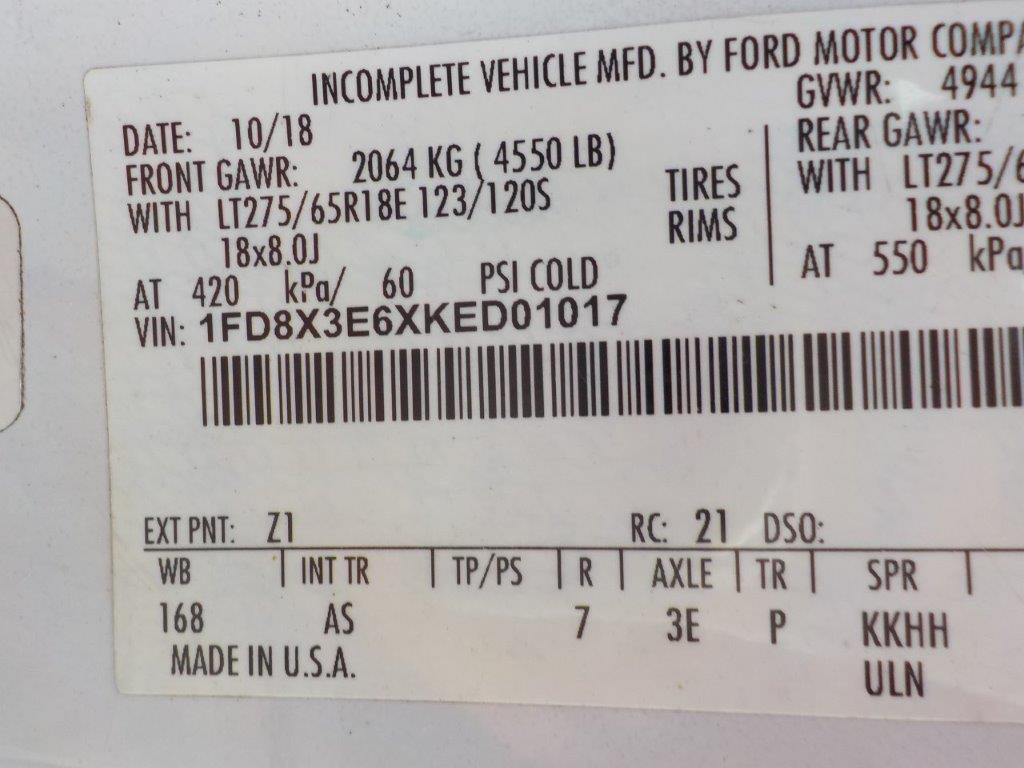 INCOMPLETE VEHICLE MFD. BY FORD MOTOR
DATE: 10/18 GVWR: 4944
FRONT GAWR: 2064 KG ( 4550 LB) REAR GAWR:
WITH LT275/65R18E 123/120S TIRES WITH LT275/6
18x8.0J RIMS 18x8.0J
AT 420 kPa/ 60 PSI COLD AT 550 kPa
VIN: 1FD8X3E6XKED01017
EXT PNT: Z1 RC: 21 DSO:
WB INT TR TP/PS R AXLE TR SPR
168 AS 7 3E P KKHH
MADE IN U.S.A. ULN